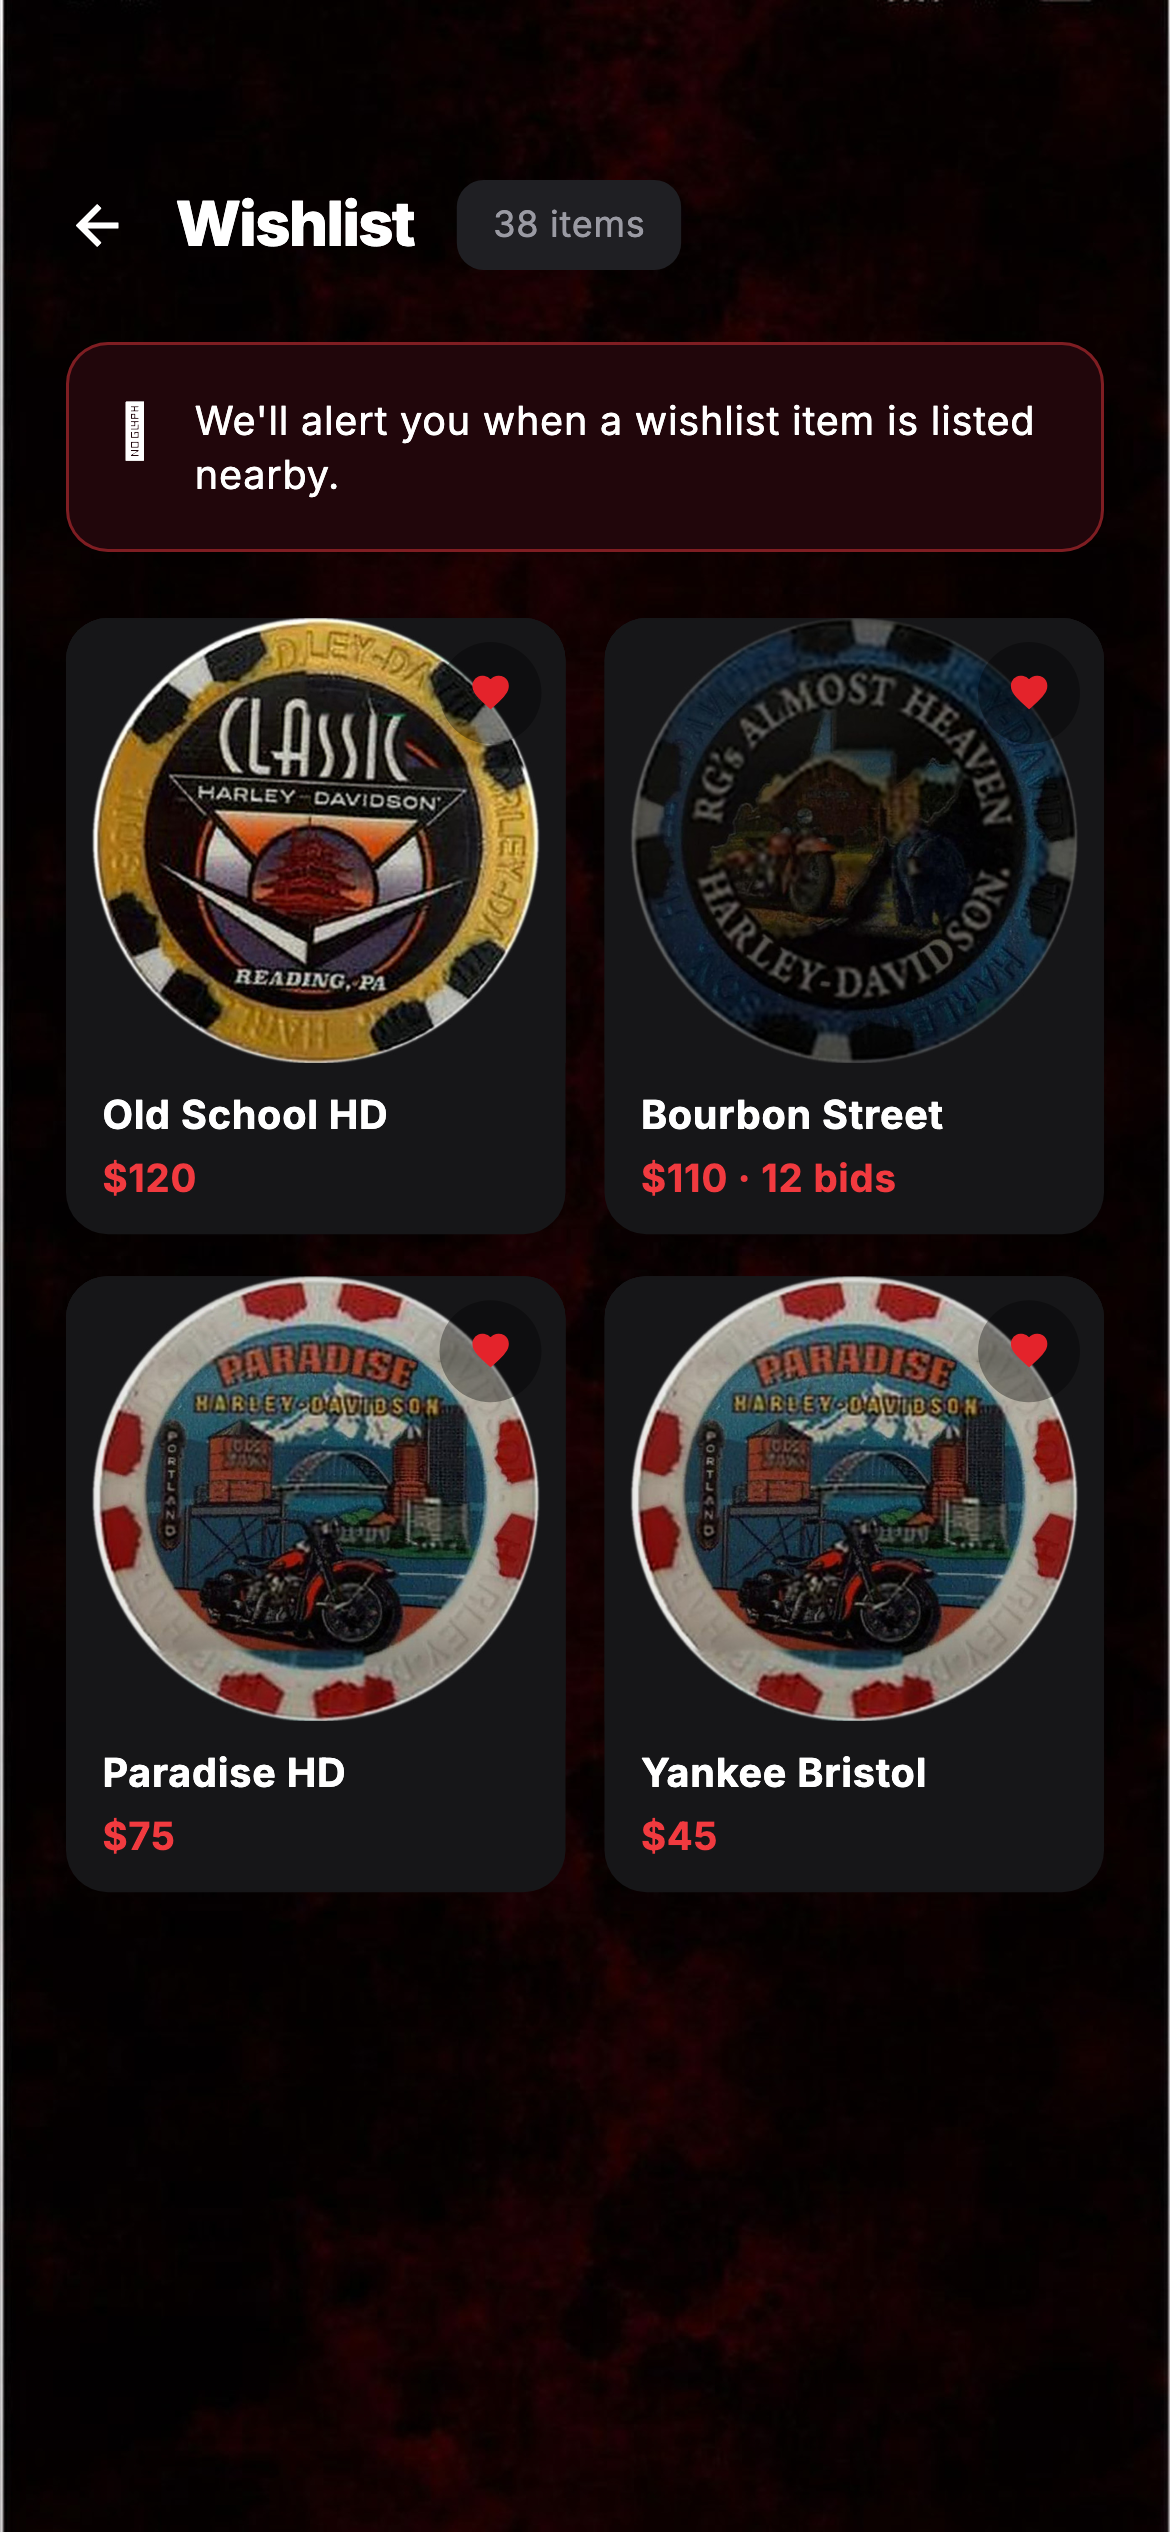 Wishlist
38 items
NO GLYPH
We'll alert you when a wishlist item is listed
nearby.
CLASSIC
HARLEY-DAVIDSON
READING, PA
Old School HD
$120
RG's ALMOST HEAVEN
HARLEY-DAVIDSON.
Bourbon Street
$110 · 12 bids
PARADISE
HARLEY-DAVIDSON
PORTLAND
Paradise HD
$75
PARADISE
HARLEY-DAVIDSON
PORTLAND
Yankee Bristol
$45